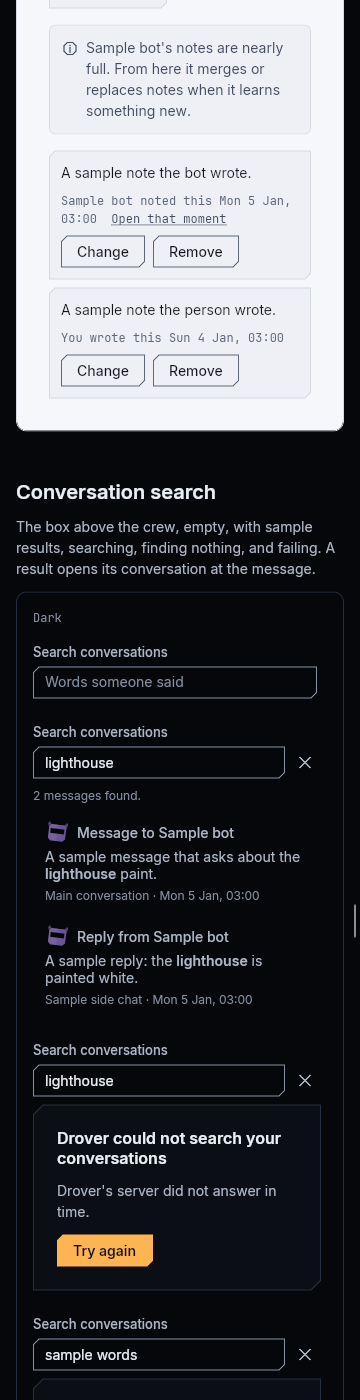 Sample bot's notes are nearly
full. From here it merges or
replaces notes when it learns
something new.
A sample note the bot wrote.
Sample bot noted this Mon 5 Jan,
03:00 Open that moment
Change Remove
A sample note the person wrote.
You wrote this Sun 4 Jan, 03:00
Change Remove
Conversation search
The box above the crew, empty, with sample
results, searching, finding nothing, and failing. A
result opens its conversation at the message.
Dark
Search conversations
Words someone said
Search conversations
lighthouse
2 messages found.
Message to Sample bot
A sample message that asks about the
lighthouse paint.
Main conversation · Mon 5 Jan, 03:00
Reply from Sample bot
A sample reply: the lighthouse is
painted white.
Sample side chat · Mon 5 Jan, 03:00
Search conversations
lighthouse
Drover could not search your
conversations
Drover's server did not answer in
time.
Try again
Search conversations
sample words